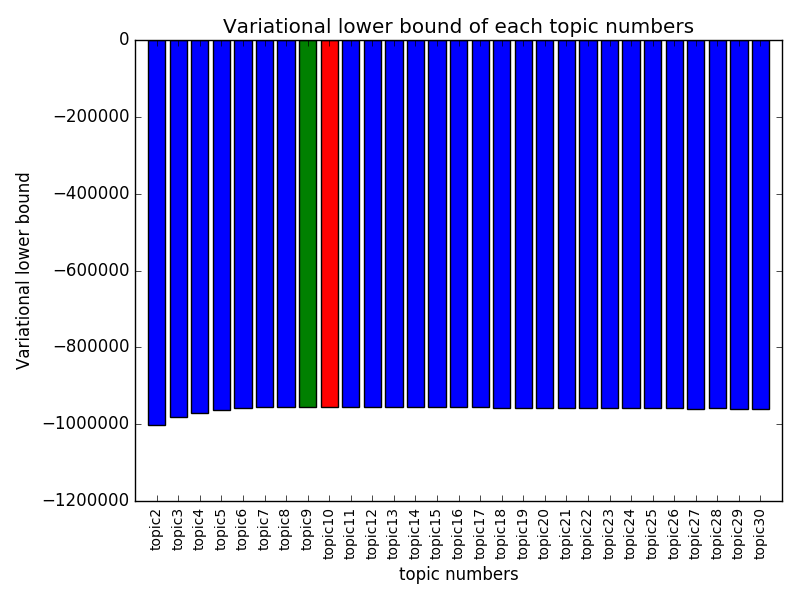 Variational lower bound of each topic numbers
0
−200000
−400000
−600000
−800000
−1000000
−1200000
Variational lower bound
topic2
topic3
topic4
topic5
topic6
topic7
topic8
topic9
topic10
topic11
topic12
topic13
topic14
topic15
topic16
topic17
topic18
topic19
topic20
topic21
topic22
topic23
topic24
topic25
topic26
topic27
topic28
topic29
topic30
topic numbers